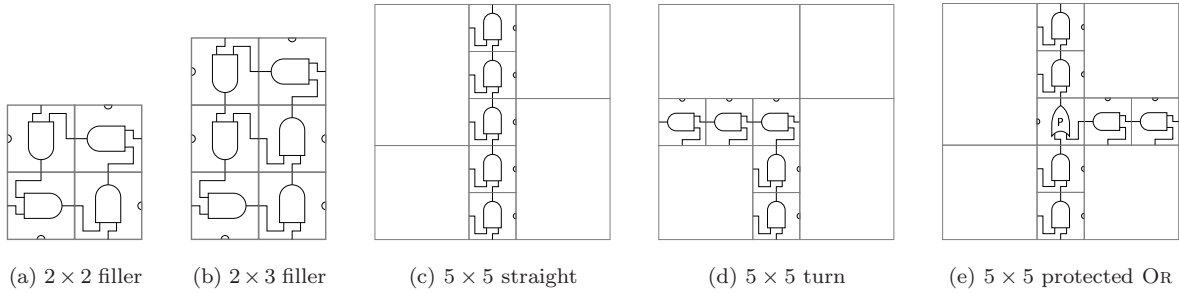 P
(a) 2 × 2 filler
(b) 2 × 3 filler
(c) 5 × 5 straight
(d) 5 × 5 turn
(e) 5 × 5 protected OR